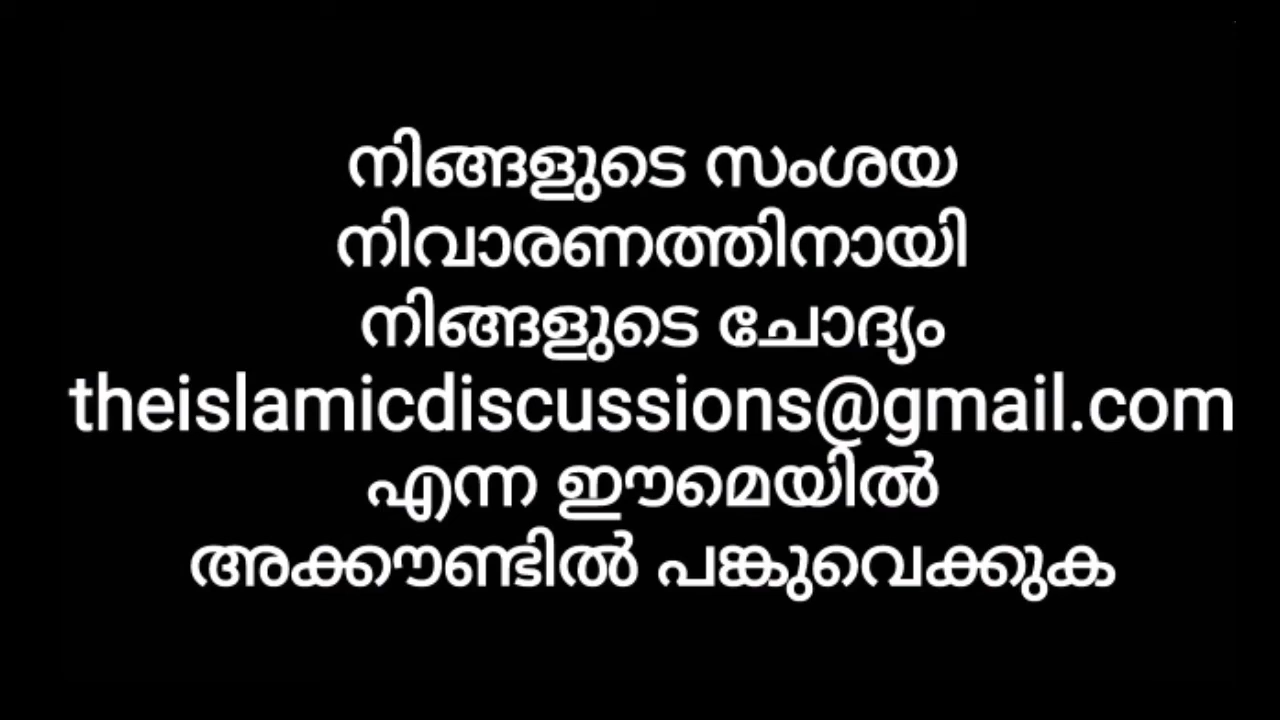 നിങ്ങളുടെ സംശയ
നിവാരണത്തിനായി
നിങ്ങളുടെ ചോദ്യം
theislamicdiscussions@gmail.com
എന്ന ഈമെയിൽ
അക്കൗണ്ടിൽ പങ്കുവെക്കുക